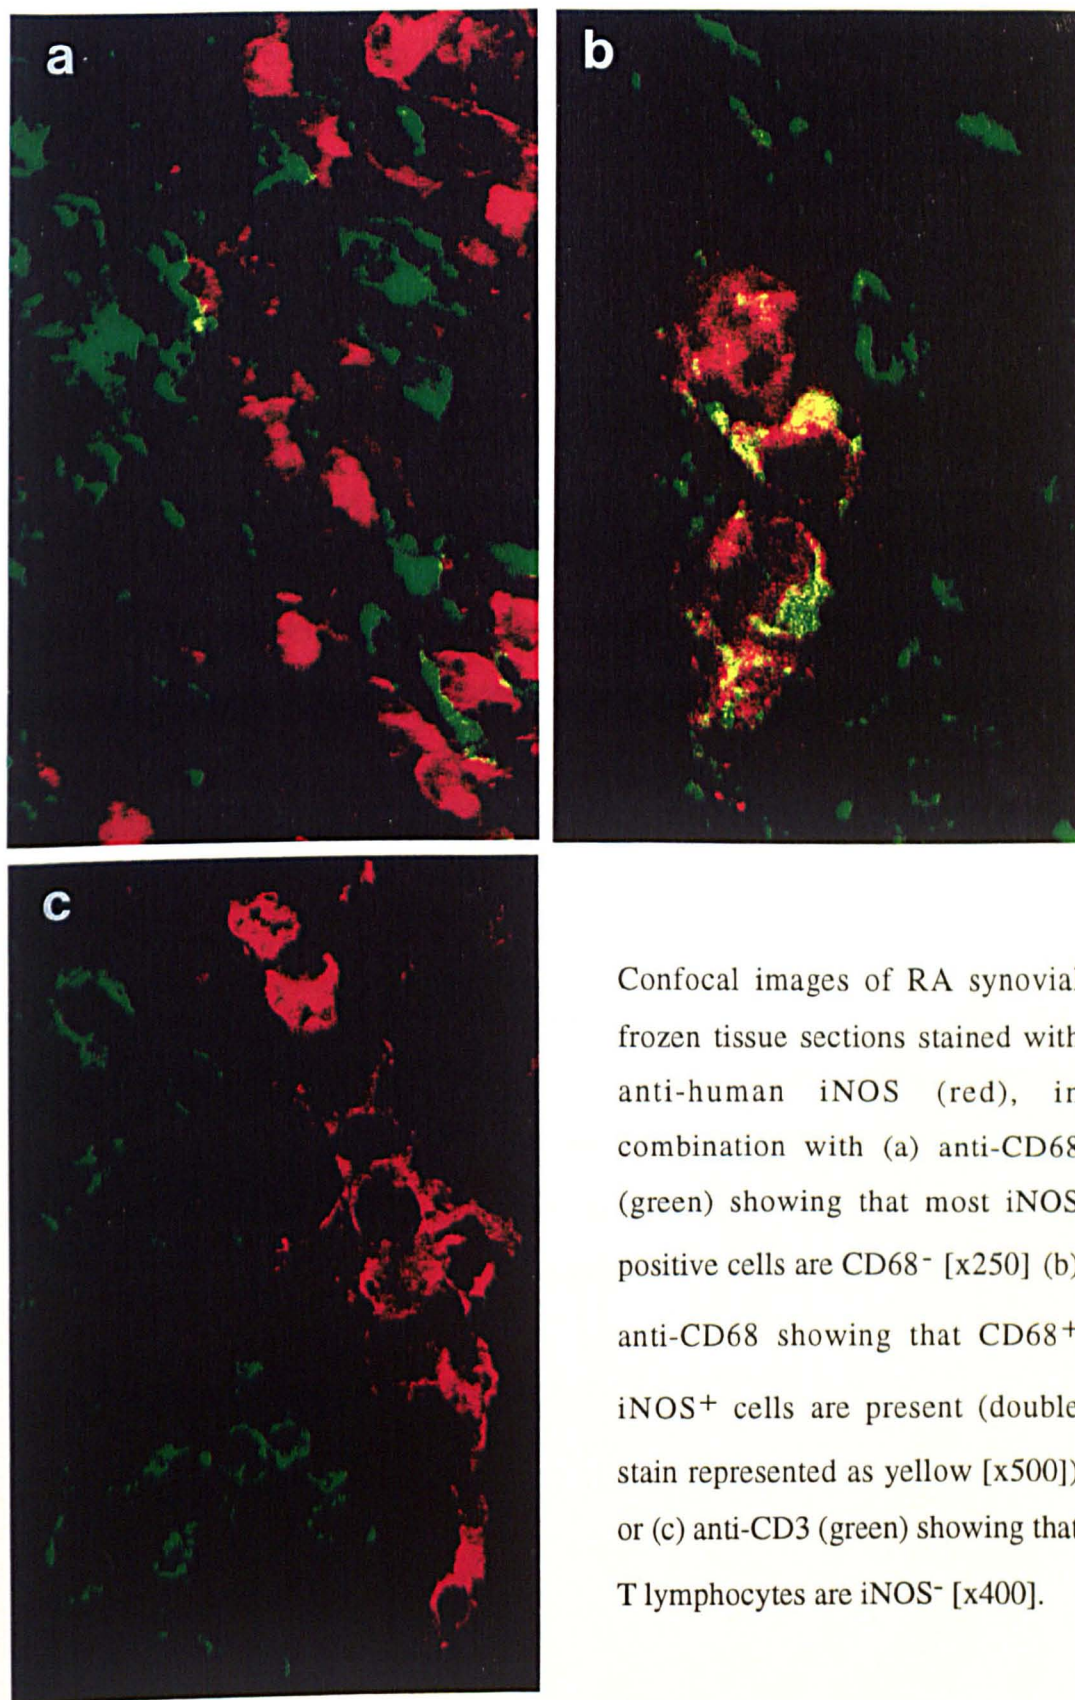 a
b
c
Confocal images of RA synovial
frozen tissue sections stained with
anti-human iNOS (red), in
combination with (a) anti-CD68
(green) showing that most iNOS
positive cells are CD68⁻ [x250] (b)
anti-CD68 showing that CD68⁺
iNOS⁺ cells are present (double
stain represented as yellow [x500])
or (c) anti-CD3 (green) showing that
T lymphocytes are iNOS⁻ [x400].